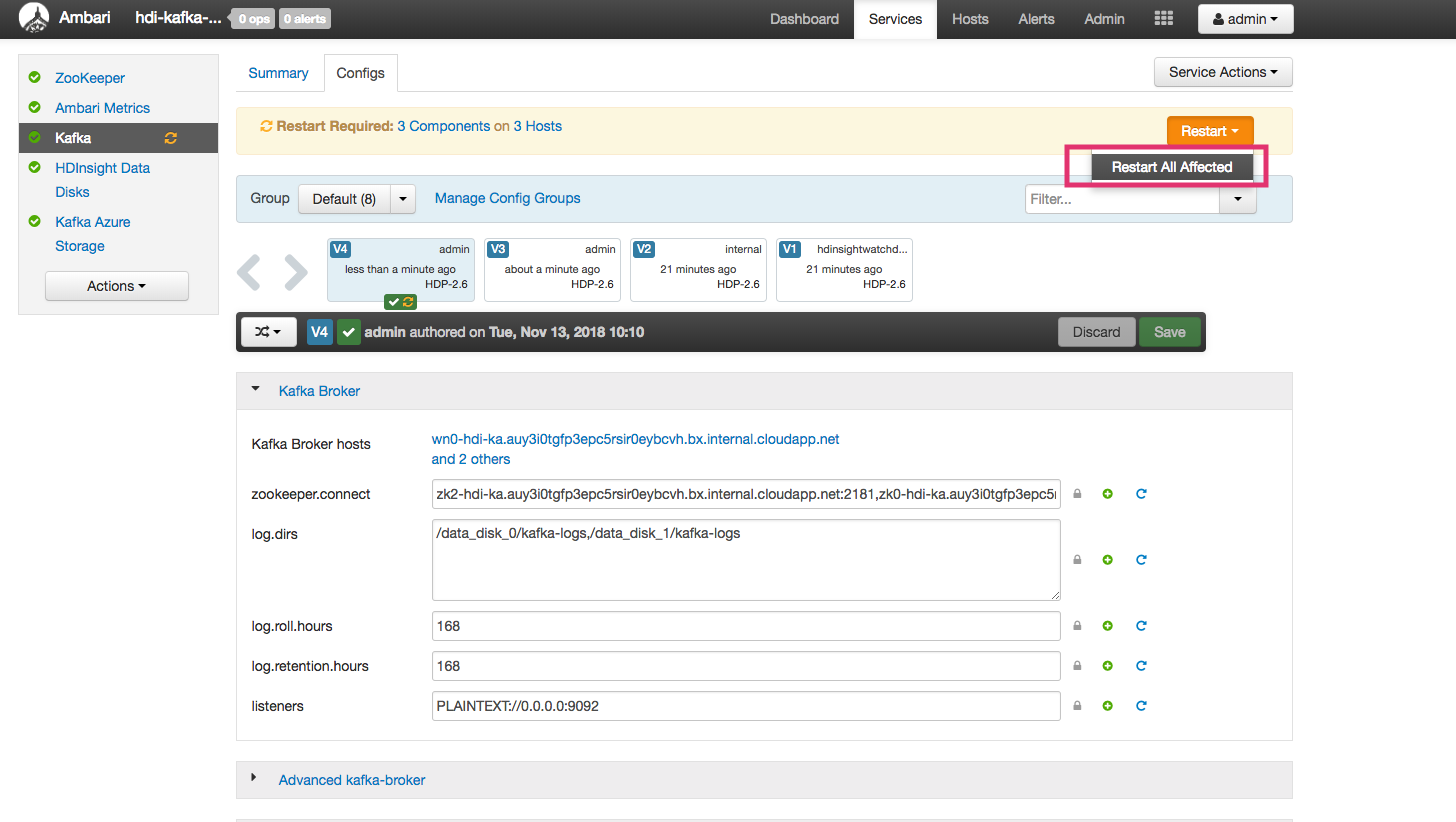 Ambari hdi-kafka-... 0 ops 0 alerts Dashboard Services Hosts Alerts Admin admin
ZooKeeper
Ambari Metrics
Kafka
HDInsight Data
Disks
Kafka Azure
Storage
Actions
Summary Configs Service Actions
Restart Required: 3 Components on 3 Hosts Restart
Restart All Affected
Group Default (8) Manage Config Groups Filter...
V4 admin
less than a minute ago
HDP-2.6
V3 admin
about a minute ago
HDP-2.6
V2 internal
21 minutes ago
HDP-2.6
V1 hdinsightwatchd...
21 minutes ago
HDP-2.6
V4 admin authored on Tue, Nov 13, 2018 10:10 Discard Save
Kafka Broker
Kafka Broker hosts wn0-hdi-ka.auy3i0tgfp3epc5rsir0eybcvh.bx.internal.cloudapp.net
and 2 others
zookeeper.connect zk2-hdi-ka.auy3i0tgfp3epc5rsir0eybcvh.bx.internal.cloudapp.net:2181,zk0-hdi-ka.auy3i0tgfp3epc5r
log.dirs /data_disk_0/kafka-logs,/data_disk_1/kafka-logs
log.roll.hours 168
log.retention.hours 168
listeners PLAINTEXT://0.0.0.0:9092
Advanced kafka-broker